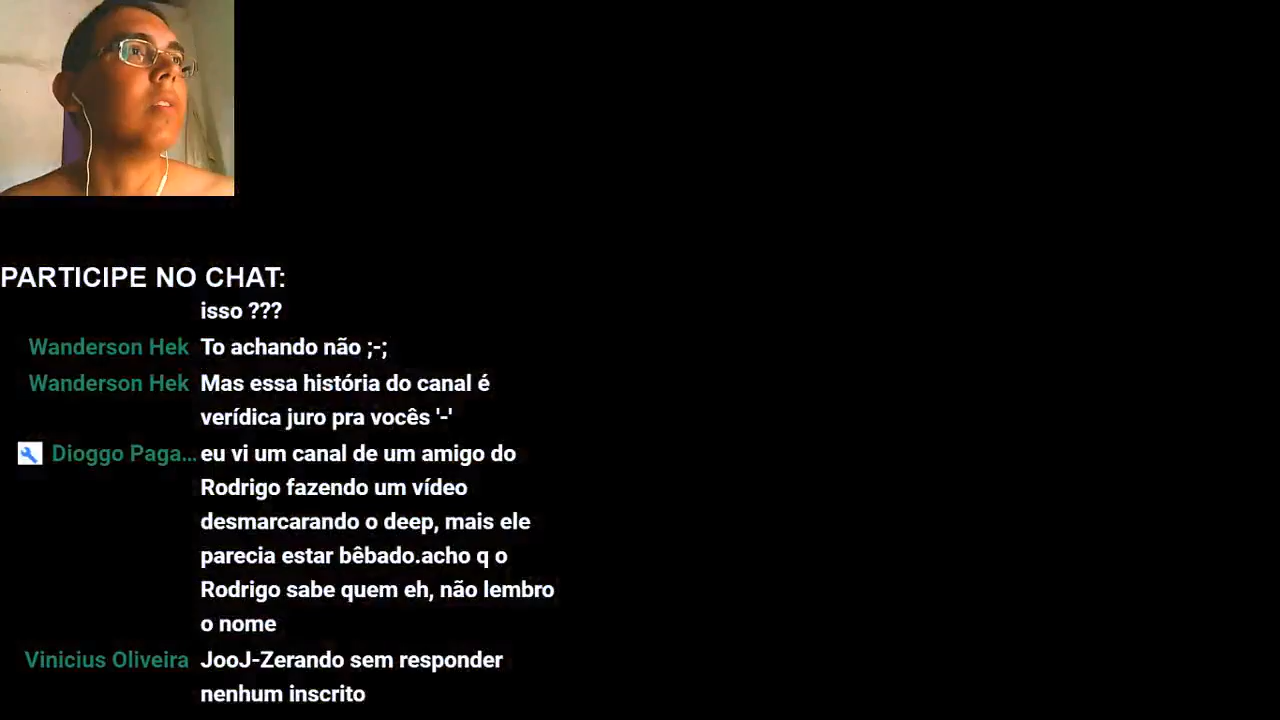 PARTICIPE NO CHAT:
isso ???
Wanderson Hek To achando não ;-;
Wanderson Hek Mas essa história do canal é
verídica juro pra vocês '-'
Dioggo Paga... eu vi um canal de um amigo do
Rodrigo fazendo um vídeo
desmarcarando o deep, mais ele
parecia estar bêbado.acho q o
Rodrigo sabe quem eh, não lembro
o nome
Vinicius Oliveira JooJ-Zerando sem responder
nenhum inscrito